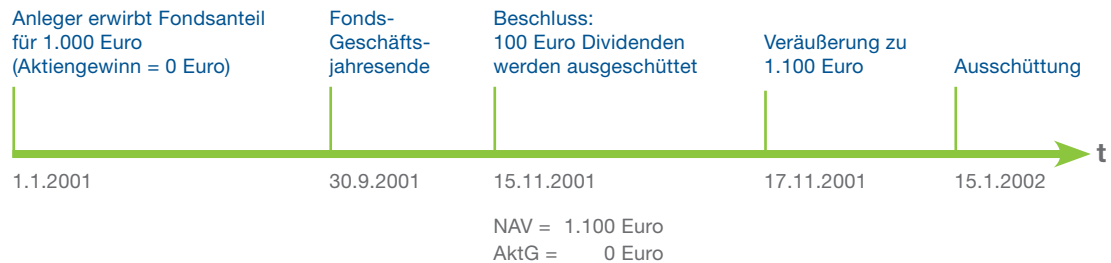 Anleger erwirbt Fondsanteil
für 1.000 Euro
(Aktiengewinn = 0 Euro)
Fonds-
Geschäfts-
jahresende
Beschluss:
100 Euro Dividenden
werden ausgeschüttet
Veräußerung zu
1.100 Euro
Ausschüttung
t
1.1.2001
30.9.2001
15.11.2001
17.11.2001
15.1.2002
NAV = 1.100 Euro
AktG = 0 Euro